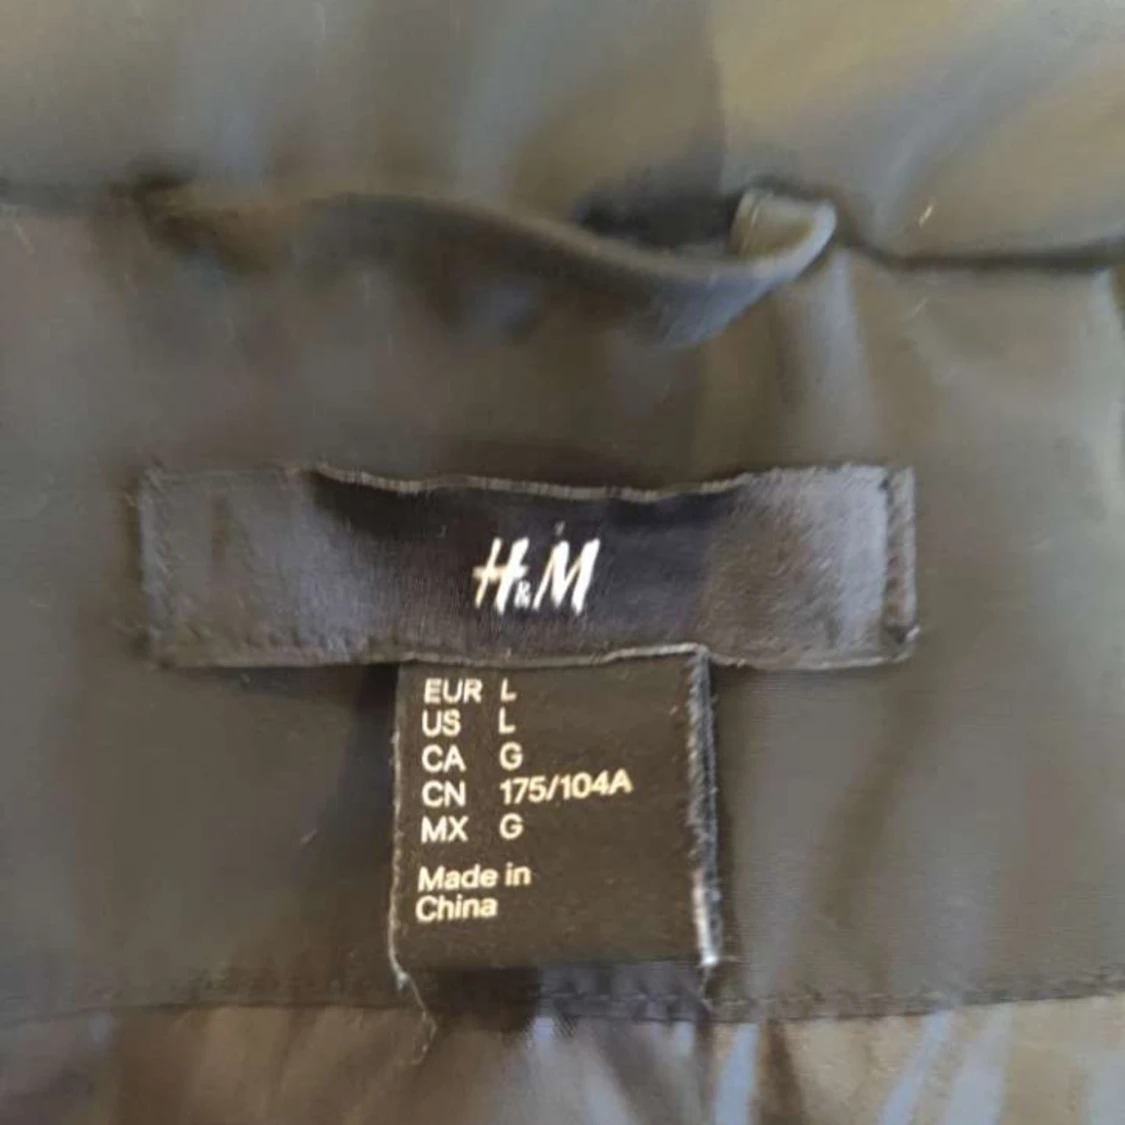 H&M
EUR L
US L
CA G
CN 175/104A
MX G
Made in
China